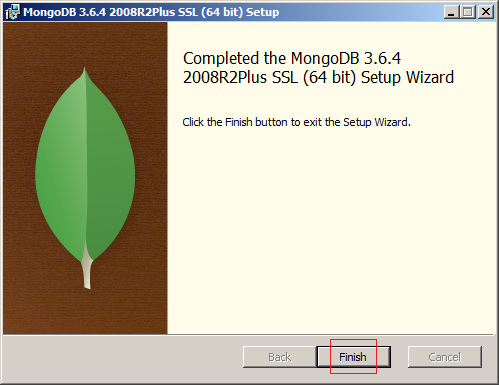 MongoDB 3.6.4 2008R2Plus SSL (64 bit) Setup
Completed the MongoDB 3.6.4
2008R2Plus SSL (64 bit) Setup Wizard
Click the Finish button to exit the Setup Wizard.
Back Finish Cancel